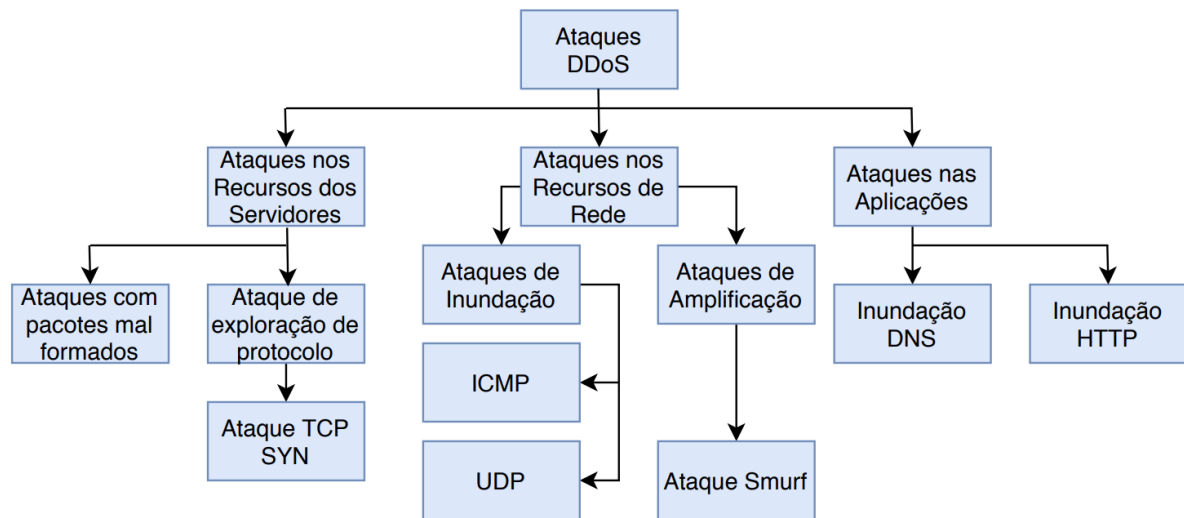 Ataques
DDoS
Ataques nos
Recursos dos
Servidores
Ataques nos
Recursos de
Rede
Ataques nas
Aplicações
Ataques de
Inundação
Ataques de
Amplificação
Ataques com
pacotes mal
formados
Ataque de
exploração de
protocolo
Inundação
DNS
Inundação
HTTP
ICMP
Ataque TCP
SYN
UDP
Ataque Smurf